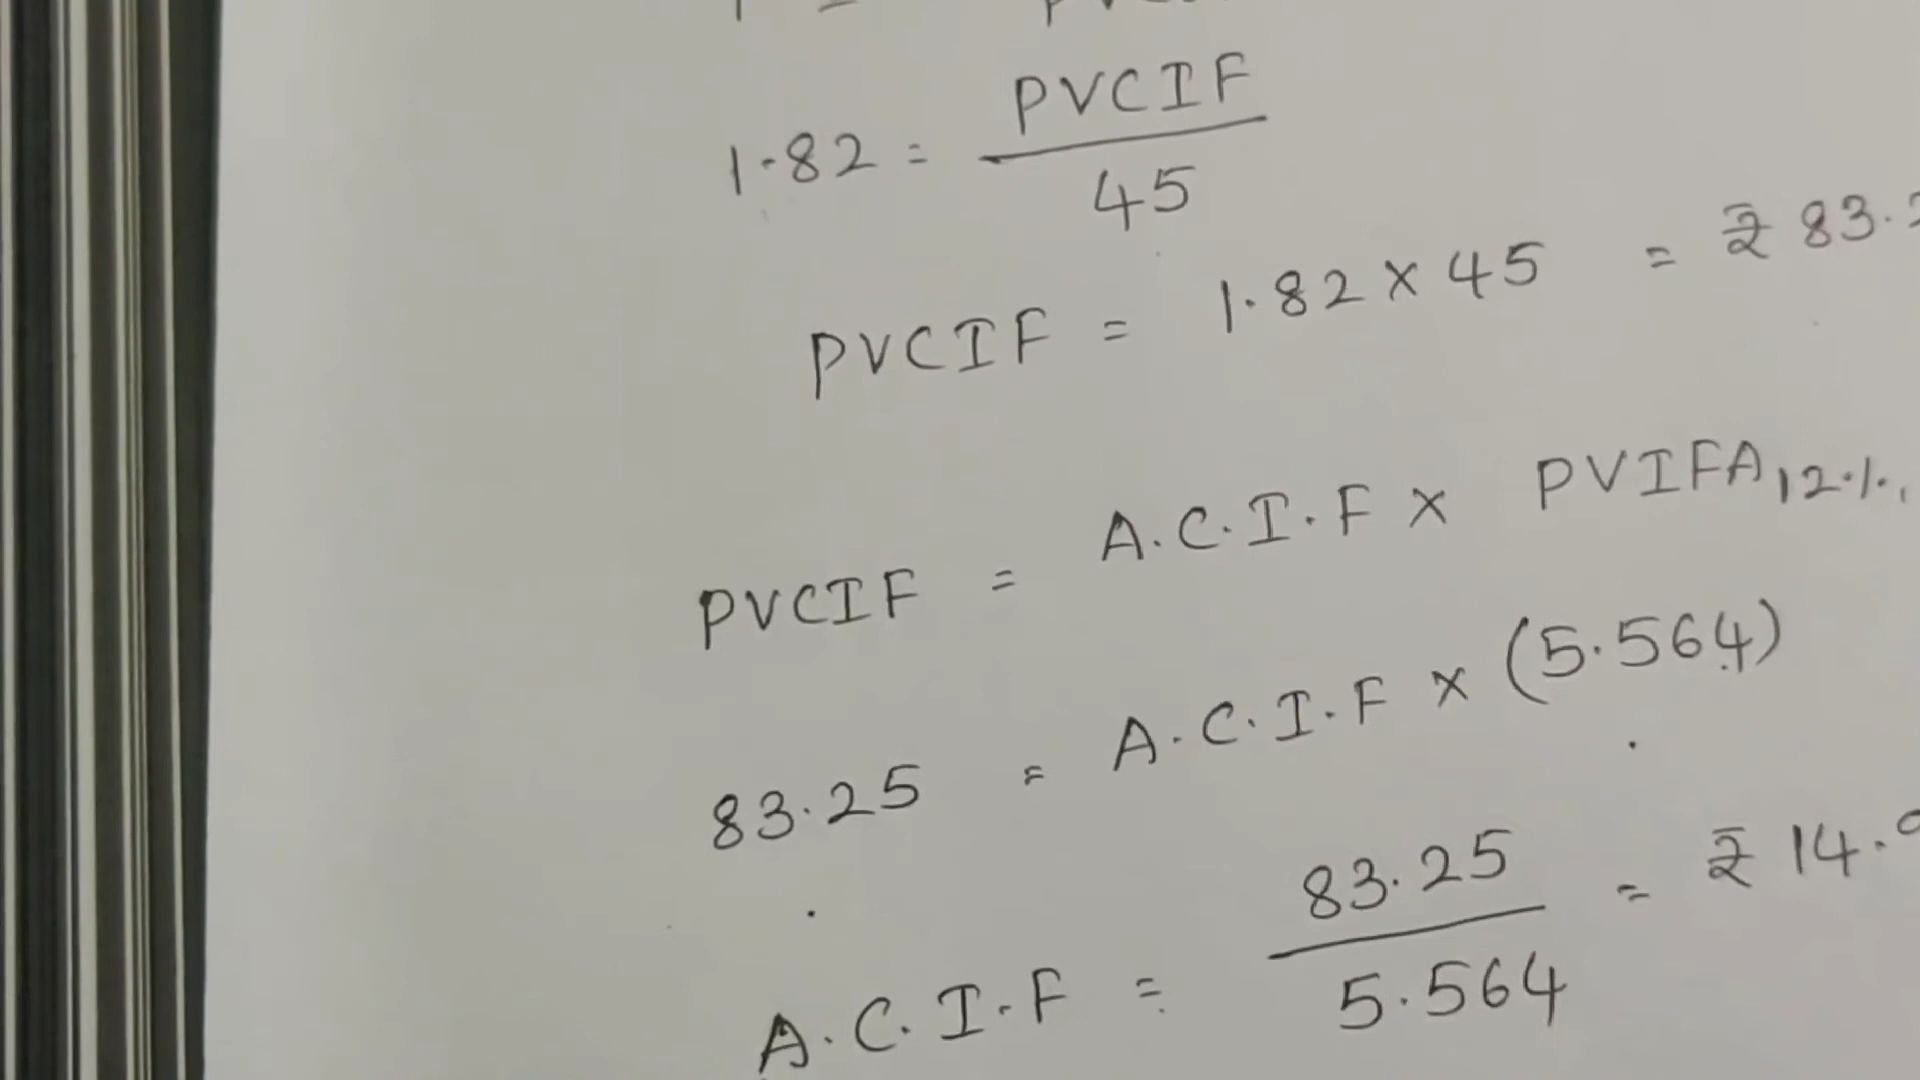 1.82 = PVCIF / 45
PVCIF = 1.82 × 45 = ₹ 83.
PVCIF = A.C.I.F × PVIFA 12%,
83.25 = A.C.I.F × (5.564)
A.C.I.F = 83.25 / 5.564 = ₹ 14.